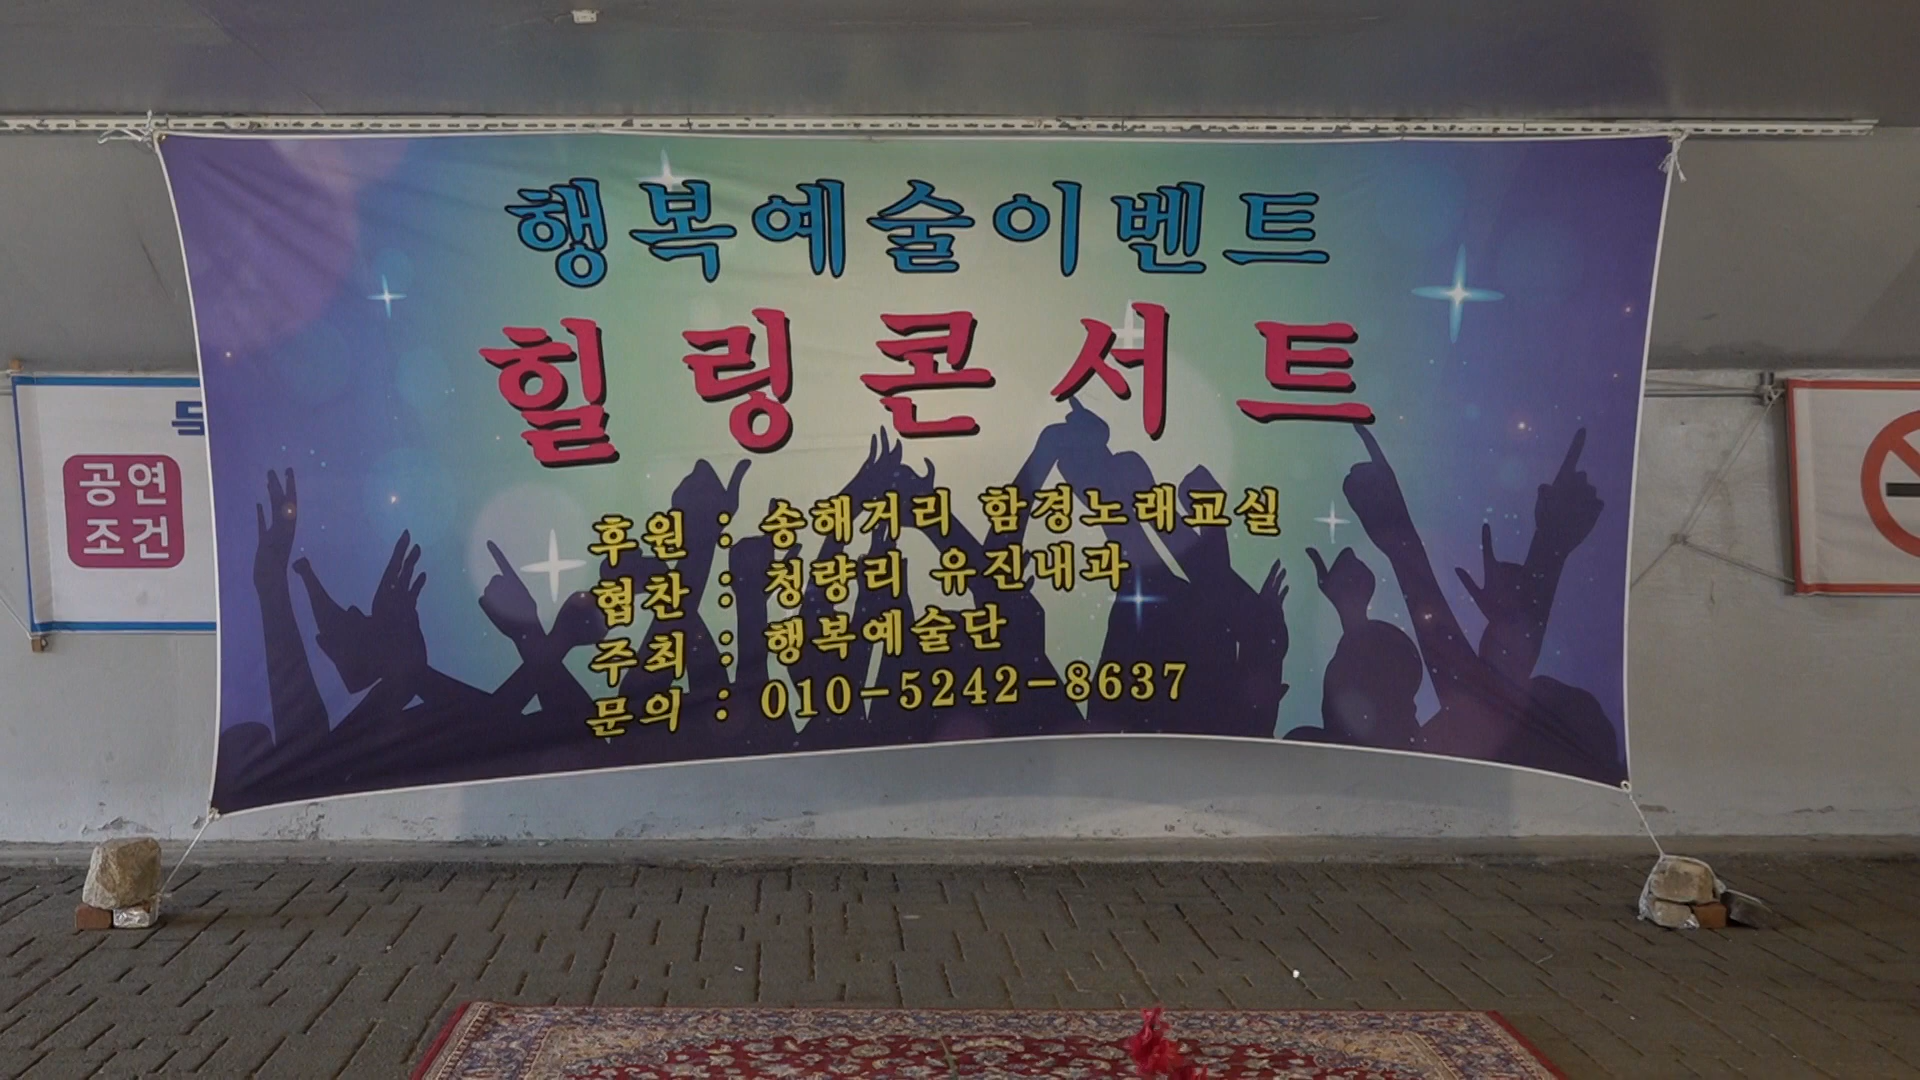 행복예술이벤트
힐링콘서트
후원 : 송해거리 함경노래교실
협찬 : 청량리 유진내과
주최 : 행복예술단
문의 : 010-5242-8637
공연
조건